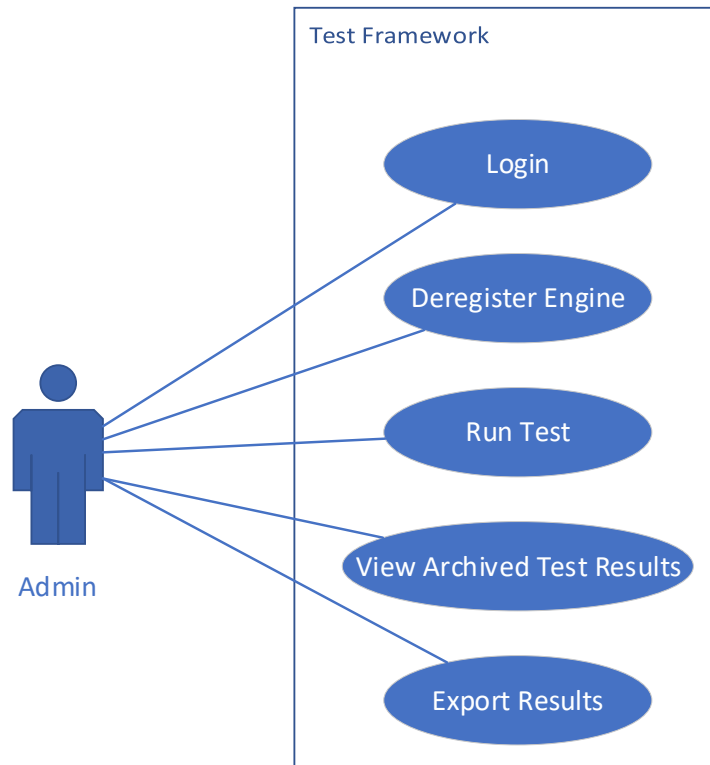 Test Framework
Login
Deregister Engine
Run Test
View Archived Test Results
Admin
Export Results